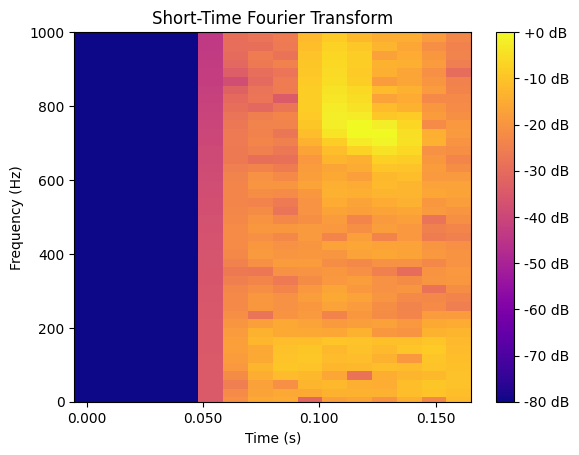 Short-Time Fourier Transform
Frequency (Hz)
1000
800
600
400
200
0
0.000
0.050
0.100
0.150
Time (s)
+0 dB
-10 dB
-20 dB
-30 dB
-40 dB
-50 dB
-60 dB
-70 dB
-80 dB